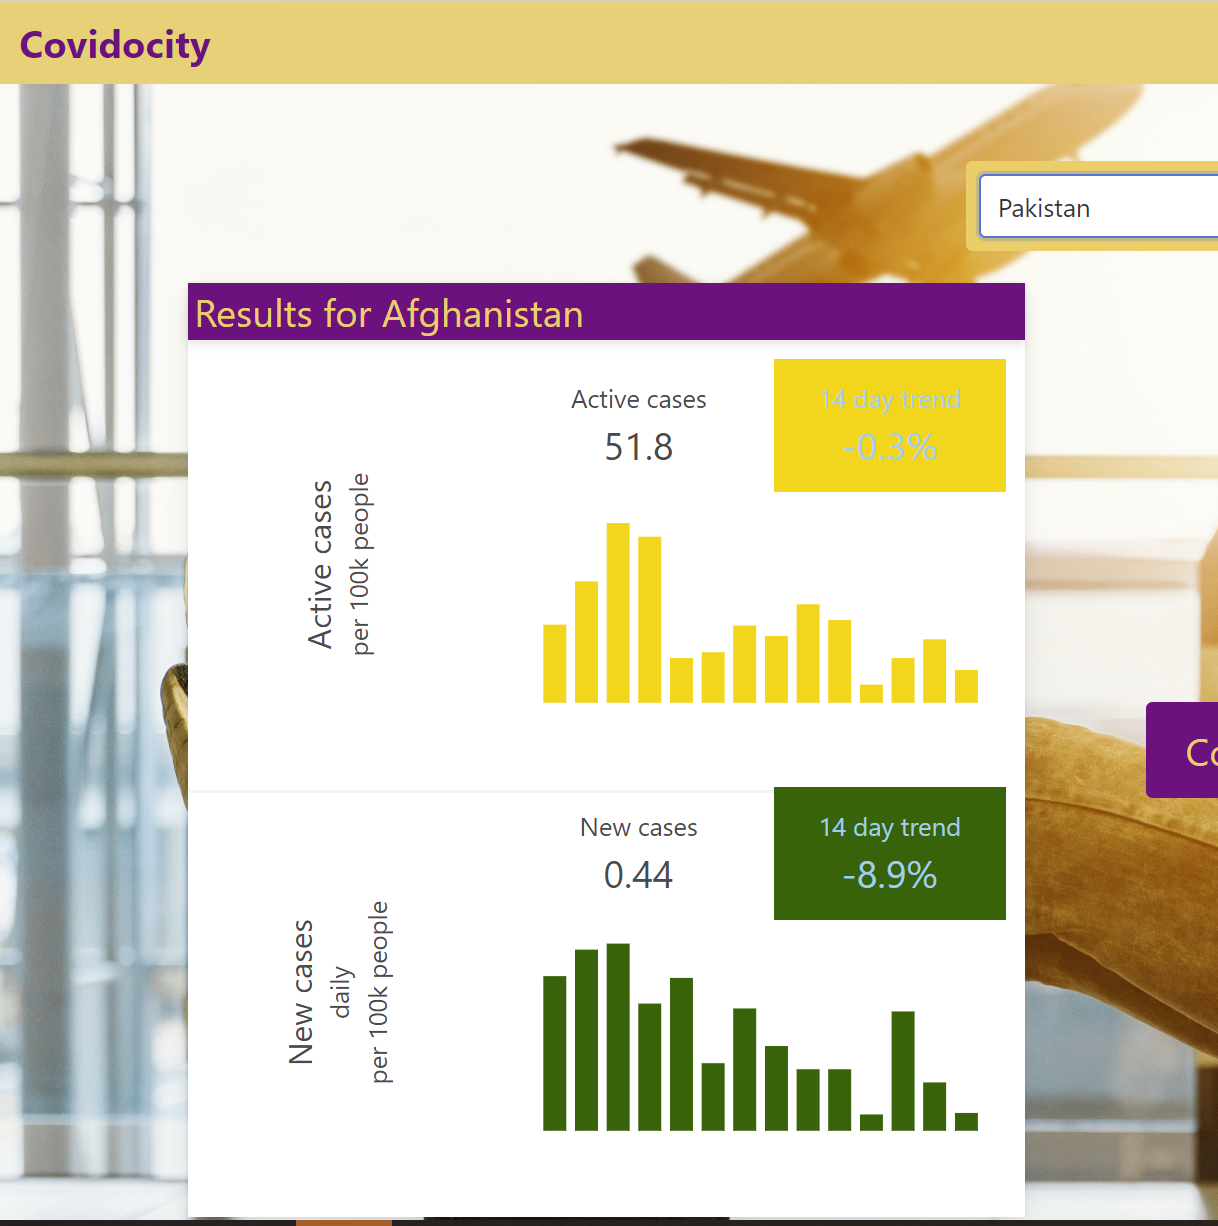 Covidocity
Pakistan
Results for Afghanistan
Active cases
per 100k people
Active cases
51.8
14 day trend
-0.3%
New cases
daily
per 100k people
New cases
0.44
14 day trend
-8.9%